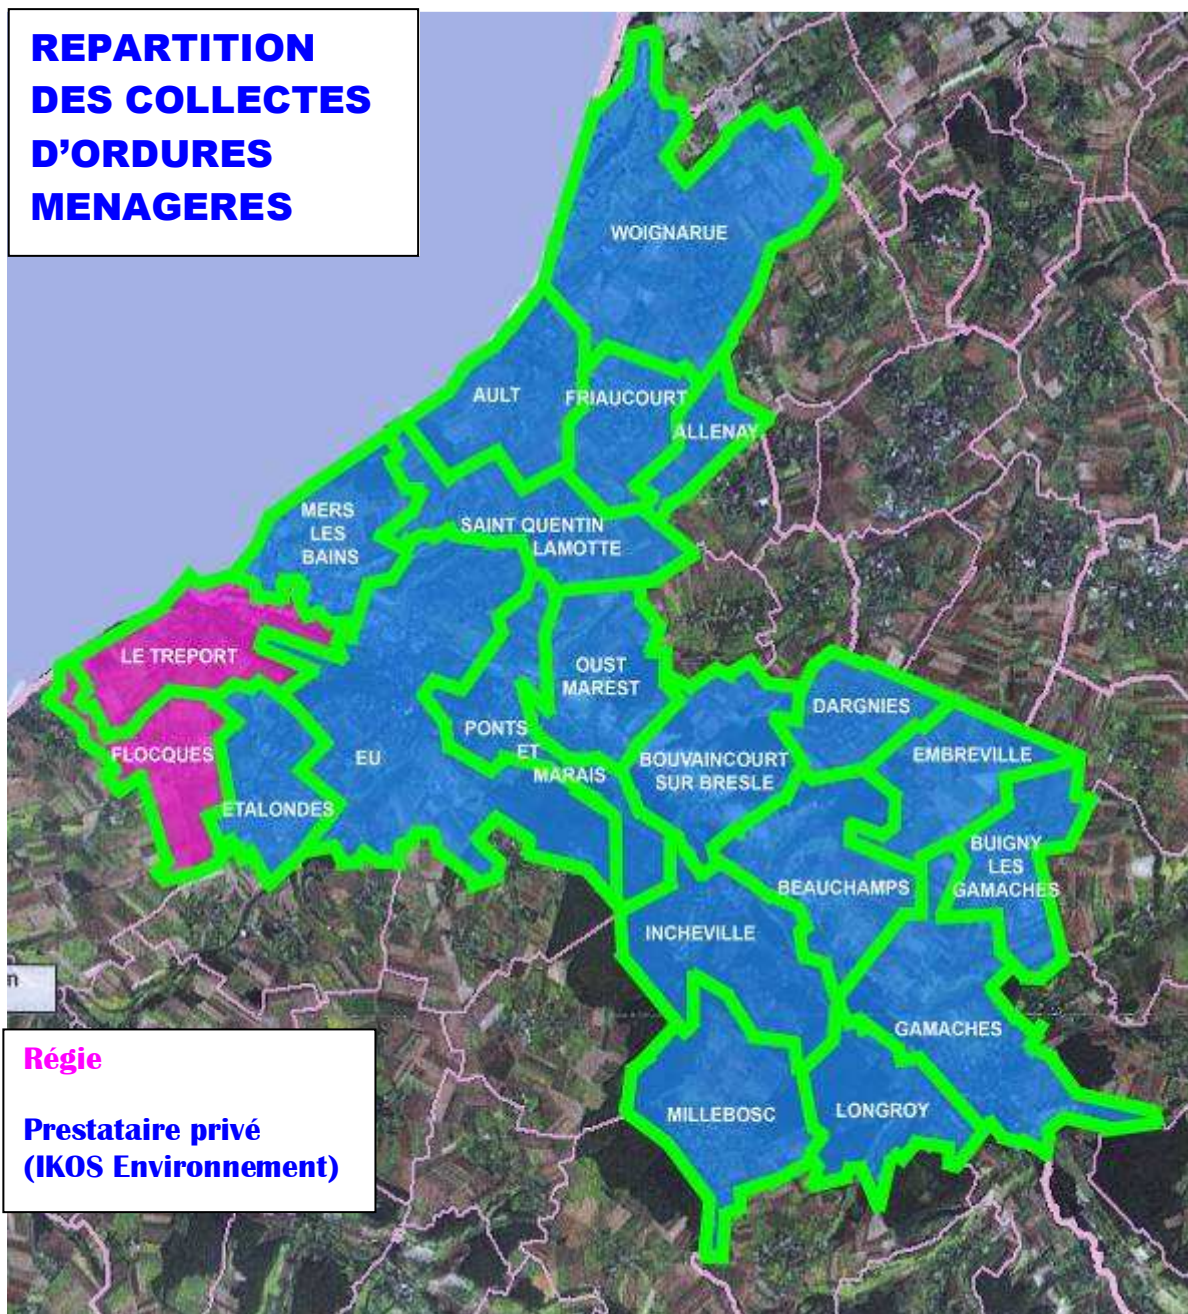 REPARTITION
DES COLLECTES
D'ORDURES
MENAGERES
WOIGNARUE
AULT
FRIAUCOURT
ALLENAY
MERS
LES
BAINS
SAINT QUENTIN
LAMOTTE
LE TREPORT
OUST
MAREST
DARGNIES
FLOCQUES
EU
PONTS
ET
MARAIS
BOUVAINCOURT
SUR BRESLE
EMBREVILLE
ETALONDES
BUIGNY
LES
GAMACHES
BEAUCHAMPS
INCHEVILLE
GAMACHES
MILLEBOSC
LONGROY
Régie
Prestataire privé
(IKOS Environnement)